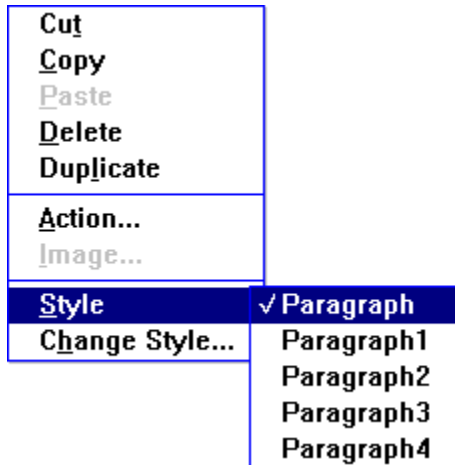 Cut
Copy
Paste
Delete
Duplicate
Action...
Image...
Style
Change Style...
√ Paragraph
Paragraph1
Paragraph2
Paragraph3
Paragraph4